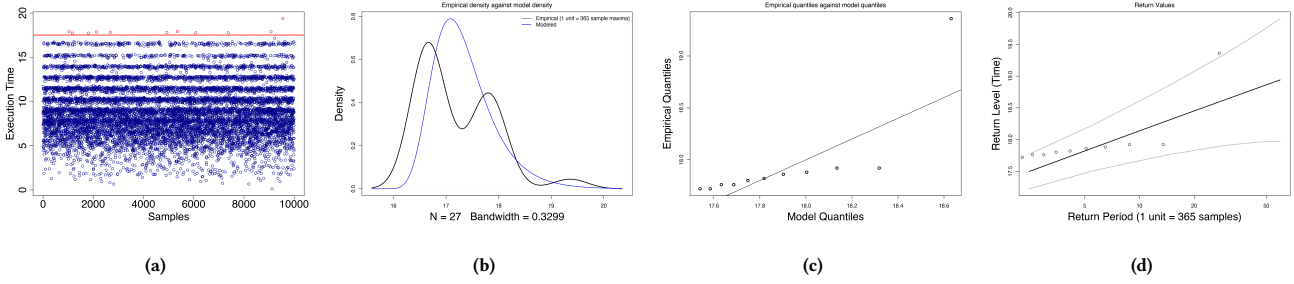 Empirical density against model density
Empirical quantiles against model quantiles
Return Values
20
15
10
5
0
Execution Time
0
2000
4000
6000
8000
10000
Samples
(a)
0.8
0.6
0.4
0.2
0.0
Density
Empirical (1 unit = 365 sample maxima)
Modeled
16
17
18
19
20
N = 27 Bandwidth = 0.3299
(b)
19.0
18.5
18.0
Empirical Quantiles
17.6
17.8
18.0
18.2
18.4
18.6
Model Quantiles
(c)
20.0
19.5
19.0
18.5
18.0
17.5
Return Level (Time)
5
10
20
50
Return Period (1 unit = 365 samples)
(d)